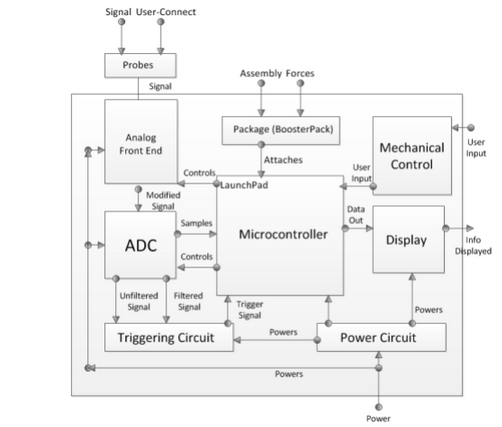 Signal User-Connect
Probes
Signal
Assembly Forces
Analog
Front End
Package (BoosterPack)
Mechanical
Control
User
Input
Attaches
Controls
LaunchPad
User
Input
Modified
Signal
Samples
Microcontroller
Data
Out
ADC
Display
Info
Displayed
Controls
Unfiltered
Signal
Filtered
Signal
Trigger
Signal
Powers
Triggering Circuit
Powers
Power Circuit
Powers
Power